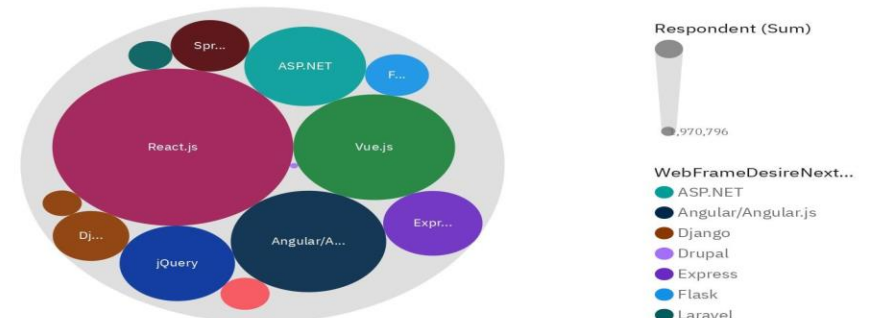 Spr...
ASP.NET
F...
React.js
Vue.js
Dj...
Expr...
Angular/A...
jQuery
Respondent (Sum)
,970,796
WebFrameDesireNext...
ASP.NET
Angular/Angular.js
Django
Drupal
Express
Flask
Laravel